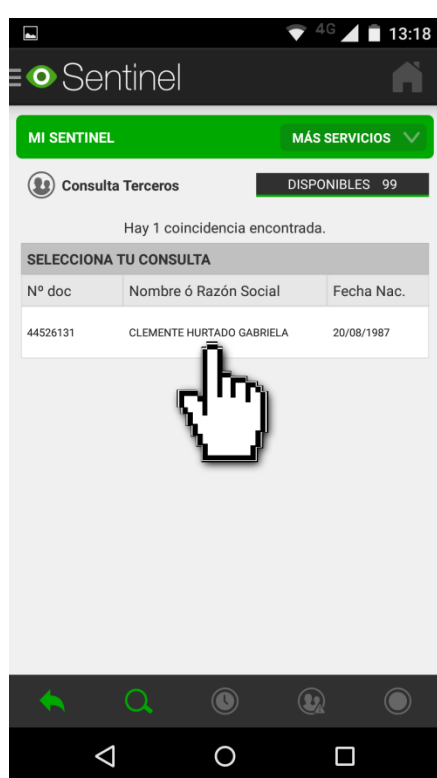 4G 13:18
Sentinel
MI SENTINEL MÁS SERVICIOS
Consulta Terceros DISPONIBLES 99
Hay 1 coincidencia encontrada.
SELECCIONA TU CONSULTA
Nº doc Nombre ó Razón Social Fecha Nac.
44526131 CLEMENTE HURTADO GABRIELA 20/08/1987